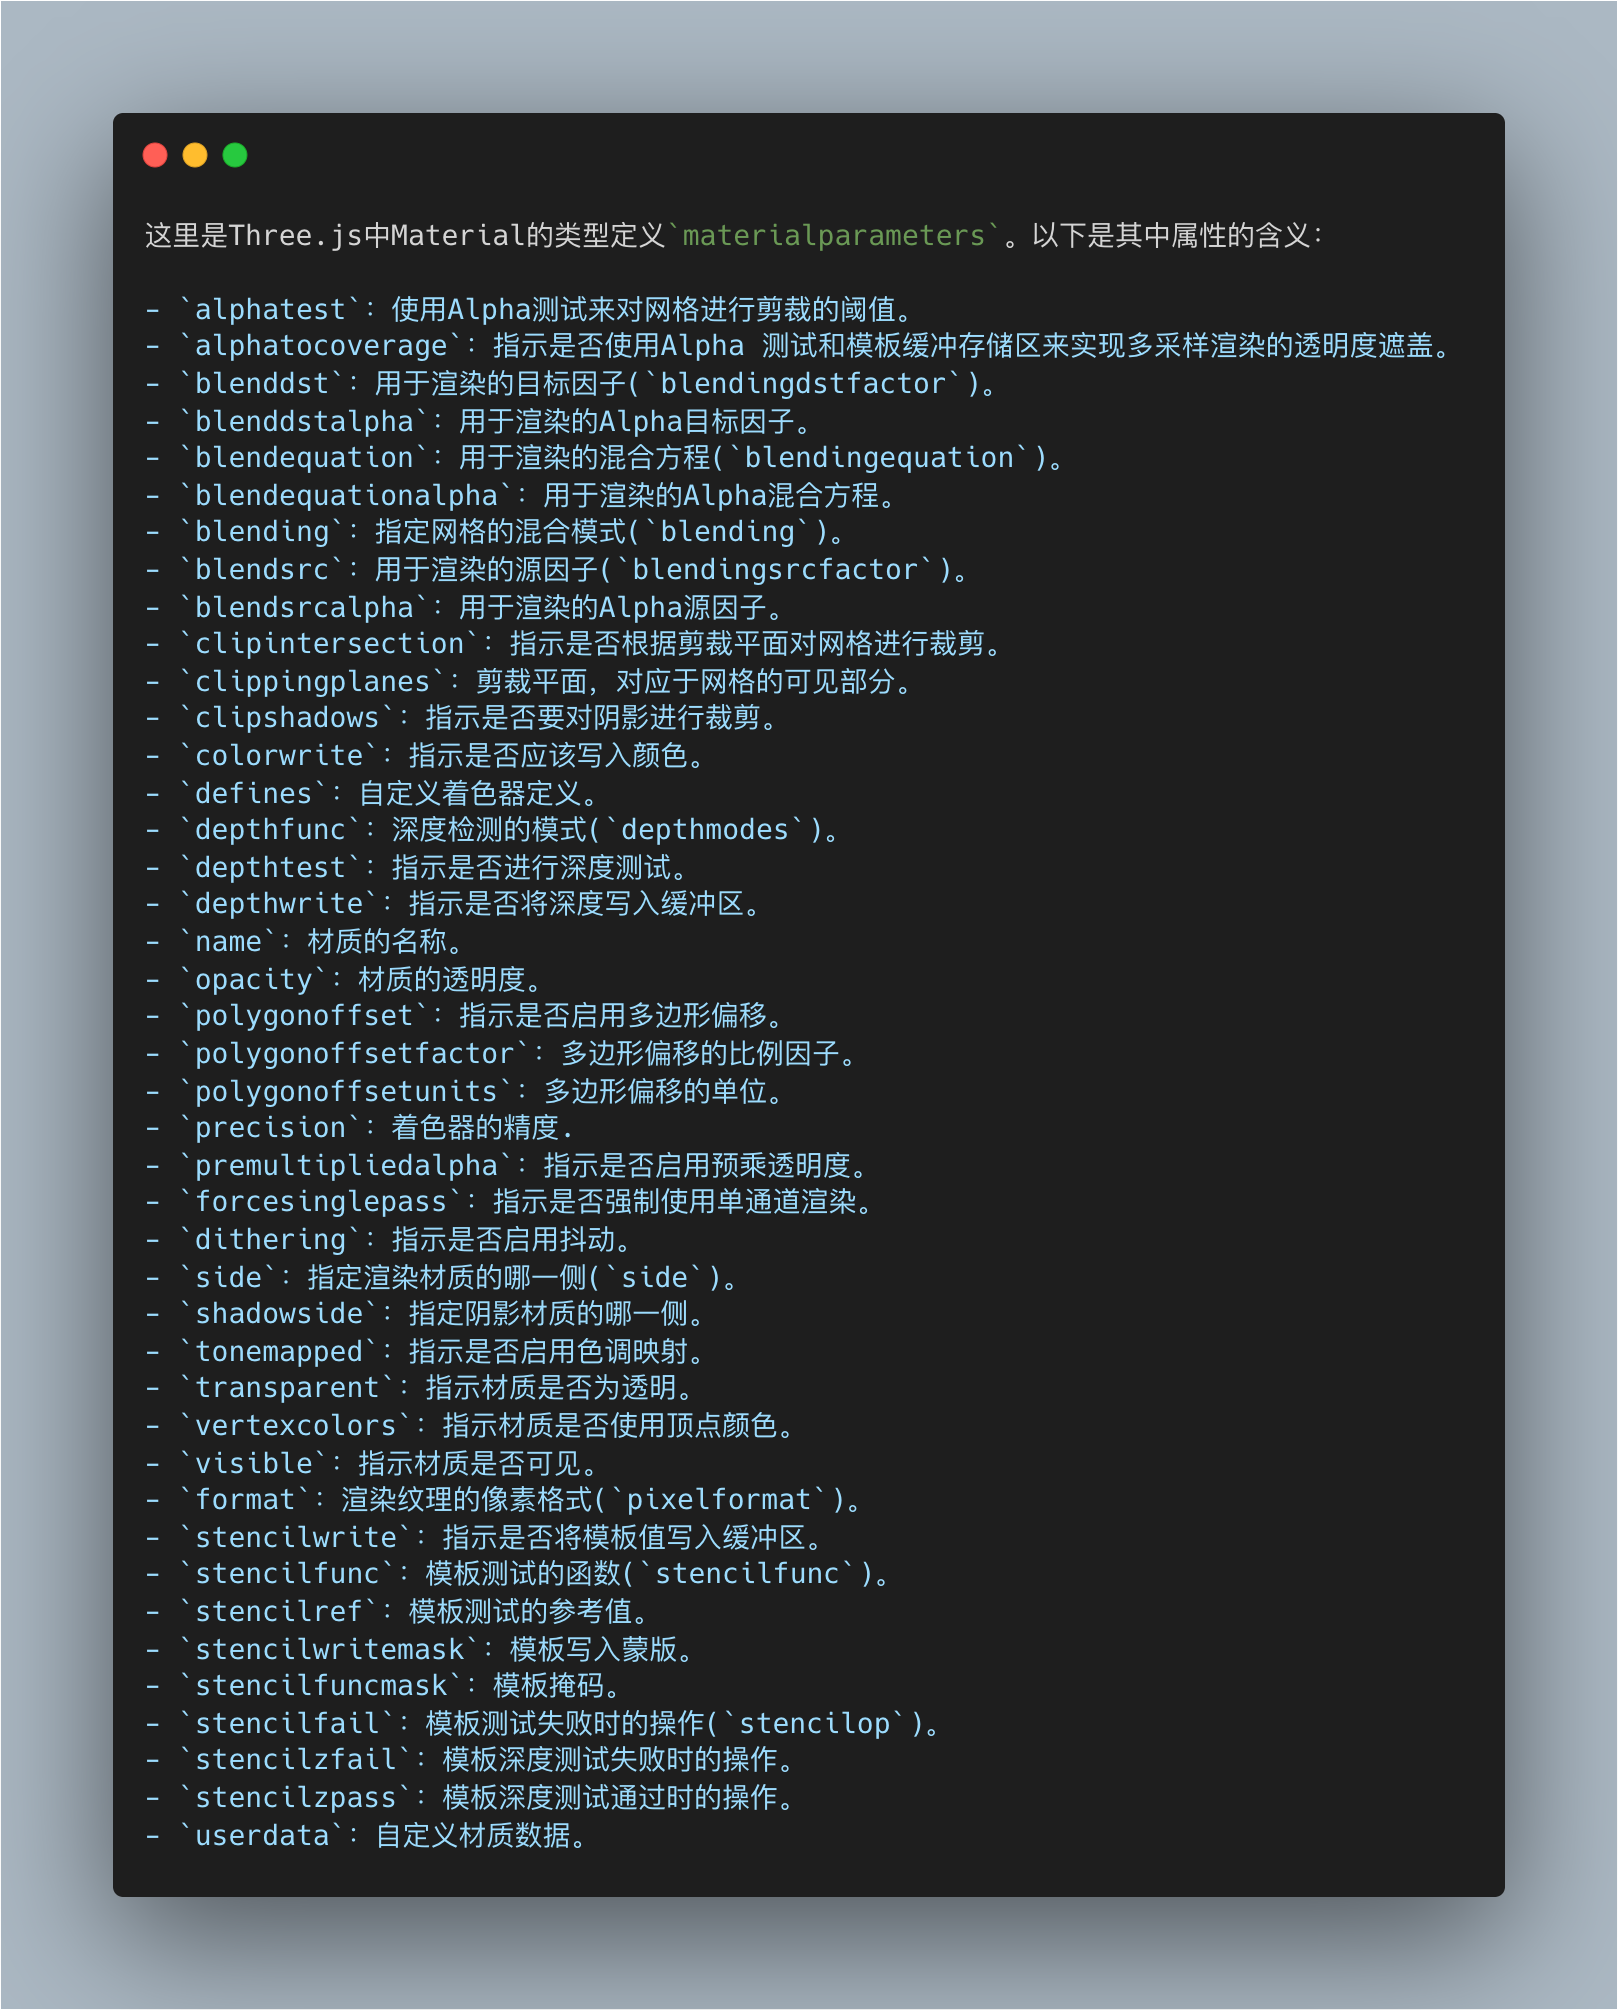 这里是Three.js中Material的类型定义`materialparameters`。以下是其中属性的含义：
- `alphatest`：使用Alpha测试来对网格进行剪裁的阈值。
- `alphatocoverage`：指示是否使用Alpha 测试和模板缓冲存储区来实现多采样渲染的透明度遮盖。
- `blenddst`：用于渲染的目标因子(`blendingdstfactor`)。
- `blenddstalpha`：用于渲染的Alpha目标因子。
- `blendequation`：用于渲染的混合方程(`blendingequation`)。
- `blendequationalpha`：用于渲染的Alpha混合方程。
- `blending`：指定网格的混合模式(`blending`)。
- `blendsrc`：用于渲染的源因子(`blendingsrcfactor`)。
- `blendsrcalpha`：用于渲染的Alpha源因子。
- `clipintersection`：指示是否根据剪裁平面对网格进行裁剪。
- `clippingplanes`：剪裁平面，对应于网格的可见部分。
- `clipshadows`：指示是否要对阴影进行裁剪。
- `colorwrite`：指示是否应该写入颜色。
- `defines`：自定义着色器定义。
- `depthfunc`：深度检测的模式(`depthmodes`)。
- `depthtest`：指示是否进行深度测试。
- `depthwrite`：指示是否将深度写入缓冲区。
- `name`：材质的名称。
- `opacity`：材质的透明度。
- `polygonoffset`：指示是否启用多边形偏移。
- `polygonoffsetfactor`：多边形偏移的比例因子。
- `polygonoffsetunits`：多边形偏移的单位。
- `precision`：着色器的精度.
- `premultipliedalpha`：指示是否启用预乘透明度。
- `forcesinglepass`：指示是否强制使用单通道渲染。
- `dithering`：指示是否启用抖动。
- `side`：指定渲染材质的哪一侧(`side`)。
- `shadowside`：指定阴影材质的哪一侧。
- `tonemapped`：指示是否启用色调映射。
- `transparent`：指示材质是否为透明。
- `vertexcolors`：指示材质是否使用顶点颜色。
- `visible`：指示材质是否可见。
- `format`：渲染纹理的像素格式(`pixelformat`)。
- `stencilwrite`：指示是否将模板值写入缓冲区。
- `stencilfunc`：模板测试的函数(`stencilfunc`)。
- `stencilref`：模板测试的参考值。
- `stencilwritemask`：模板写入蒙版。
- `stencilfuncmask`：模板掩码。
- `stencilfail`：模板测试失败时的操作(`stencilop`)。
- `stencilzfail`：模板深度测试失败时的操作。
- `stencilzpass`：模板深度测试通过时的操作。
- `userdata`：自定义材质数据。